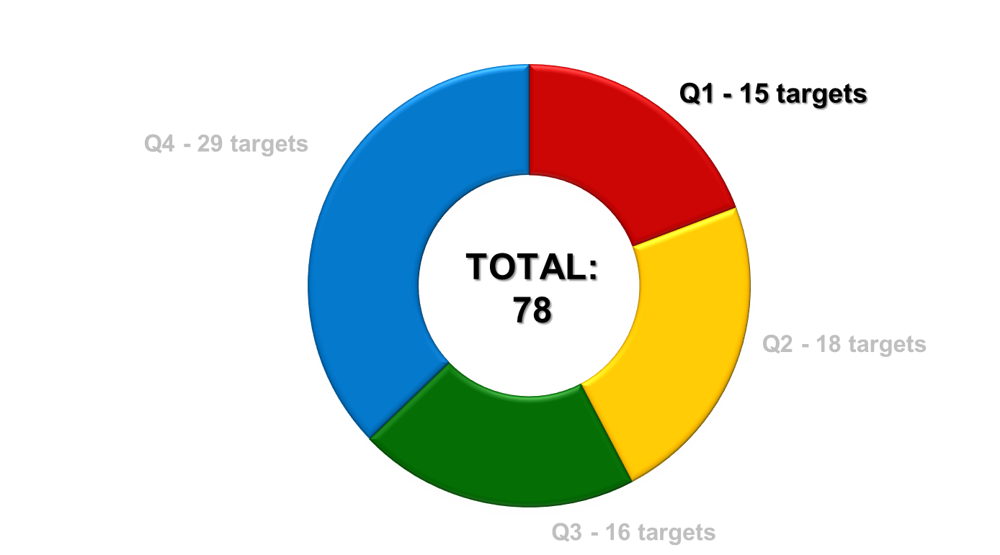 Q1 - 15 targets
Q4 - 29 targets
TOTAL:
78
Q2 - 18 targets
Q3 - 16 targets